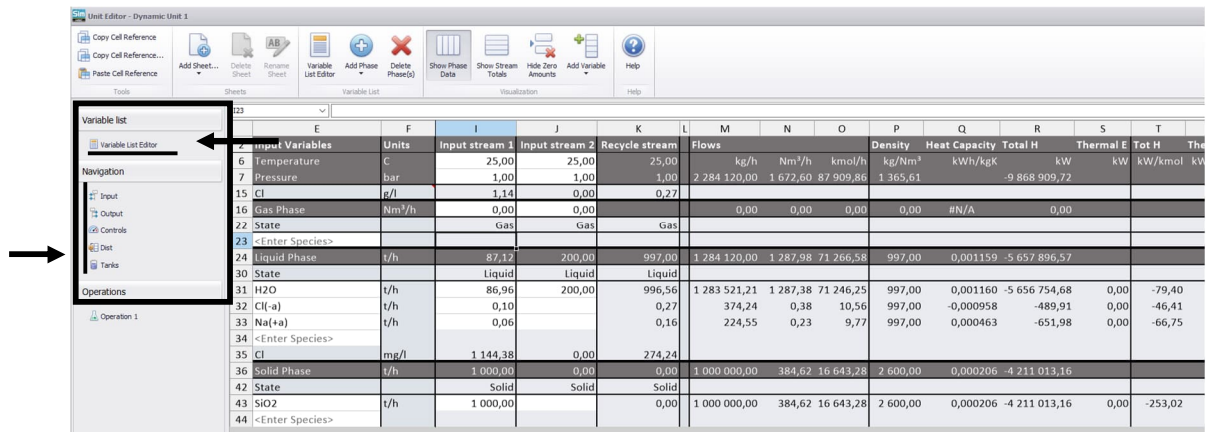 Sim Unit Editor - Dynamic Unit 1
Copy Cell Reference
Copy Cell Reference...
Paste Cell Reference
Tools
Add Sheet...
Delete Sheet
AB
Rename Sheet
Sheets
Variable List Editor
Add Phase
Delete Phase(s)
Variable List
Show Phase Data
Show Stream Totals
Hide Zero Amounts
Add Variable
Visualization
Help
Help
Variable list
Variable List Editor
Navigation
Input
Output
Controls
Dist
Tanks
Operations
Operation 1
I23
E F I J K L M N O P Q R S T
2 Input Variables Units Input stream 1 Input stream 2 Recycle stream Flows Density Heat Capacity Total H Thermal E Tot H The
6 Temperature C 25,00 25,00 25,00 kg/h Nm³/h kmol/h kg/Nm³ kWh/kgK kW kW kW/kmol kW
7 Pressure bar 1,00 1,00 1,00 2 284 120,00 1 672,60 87 909,86 1 365,61 -9 868 909,72
15 Cl g/l 1,14 0,00 0,27
16 Gas Phase Nm³/h 0,00 0,00 0,00 0,00 0,00 0,00 #N/A 0,00
22 State Gas Gas Gas
23 <Enter Species>
24 Liquid Phase t/h 87,12 200,00 997,00 1 284 120,00 1 287,98 71 266,58 997,00 0,001159 -5 657 896,57
30 State Liquid Liquid Liquid
31 H2O t/h 86,96 200,00 996,56 1 283 521,21 1 287,38 71 246,25 997,00 0,001160 -5 656 754,68 0,00 -79,40
32 Cl(-a) t/h 0,10 0,27 374,24 0,38 10,56 997,00 -0,000958 -489,91 0,00 -46,41
33 Na(+a) t/h 0,06 0,16 224,55 0,23 9,77 997,00 0,000463 -651,98 0,00 -66,75
34 <Enter Species>
35 Cl mg/l 1 144,38 0,00 274,24
36 Solid Phase t/h 1 000,00 0,00 0,00 1 000 000,00 384,62 16 643,28 2 600,00 0,000206 -4 211 013,16
42 State Solid Solid Solid
43 SiO2 t/h 1 000,00 0,00 1 000 000,00 384,62 16 643,28 2 600,00 0,000206 -4 211 013,16 0,00 -253,02
44 <Enter Species>